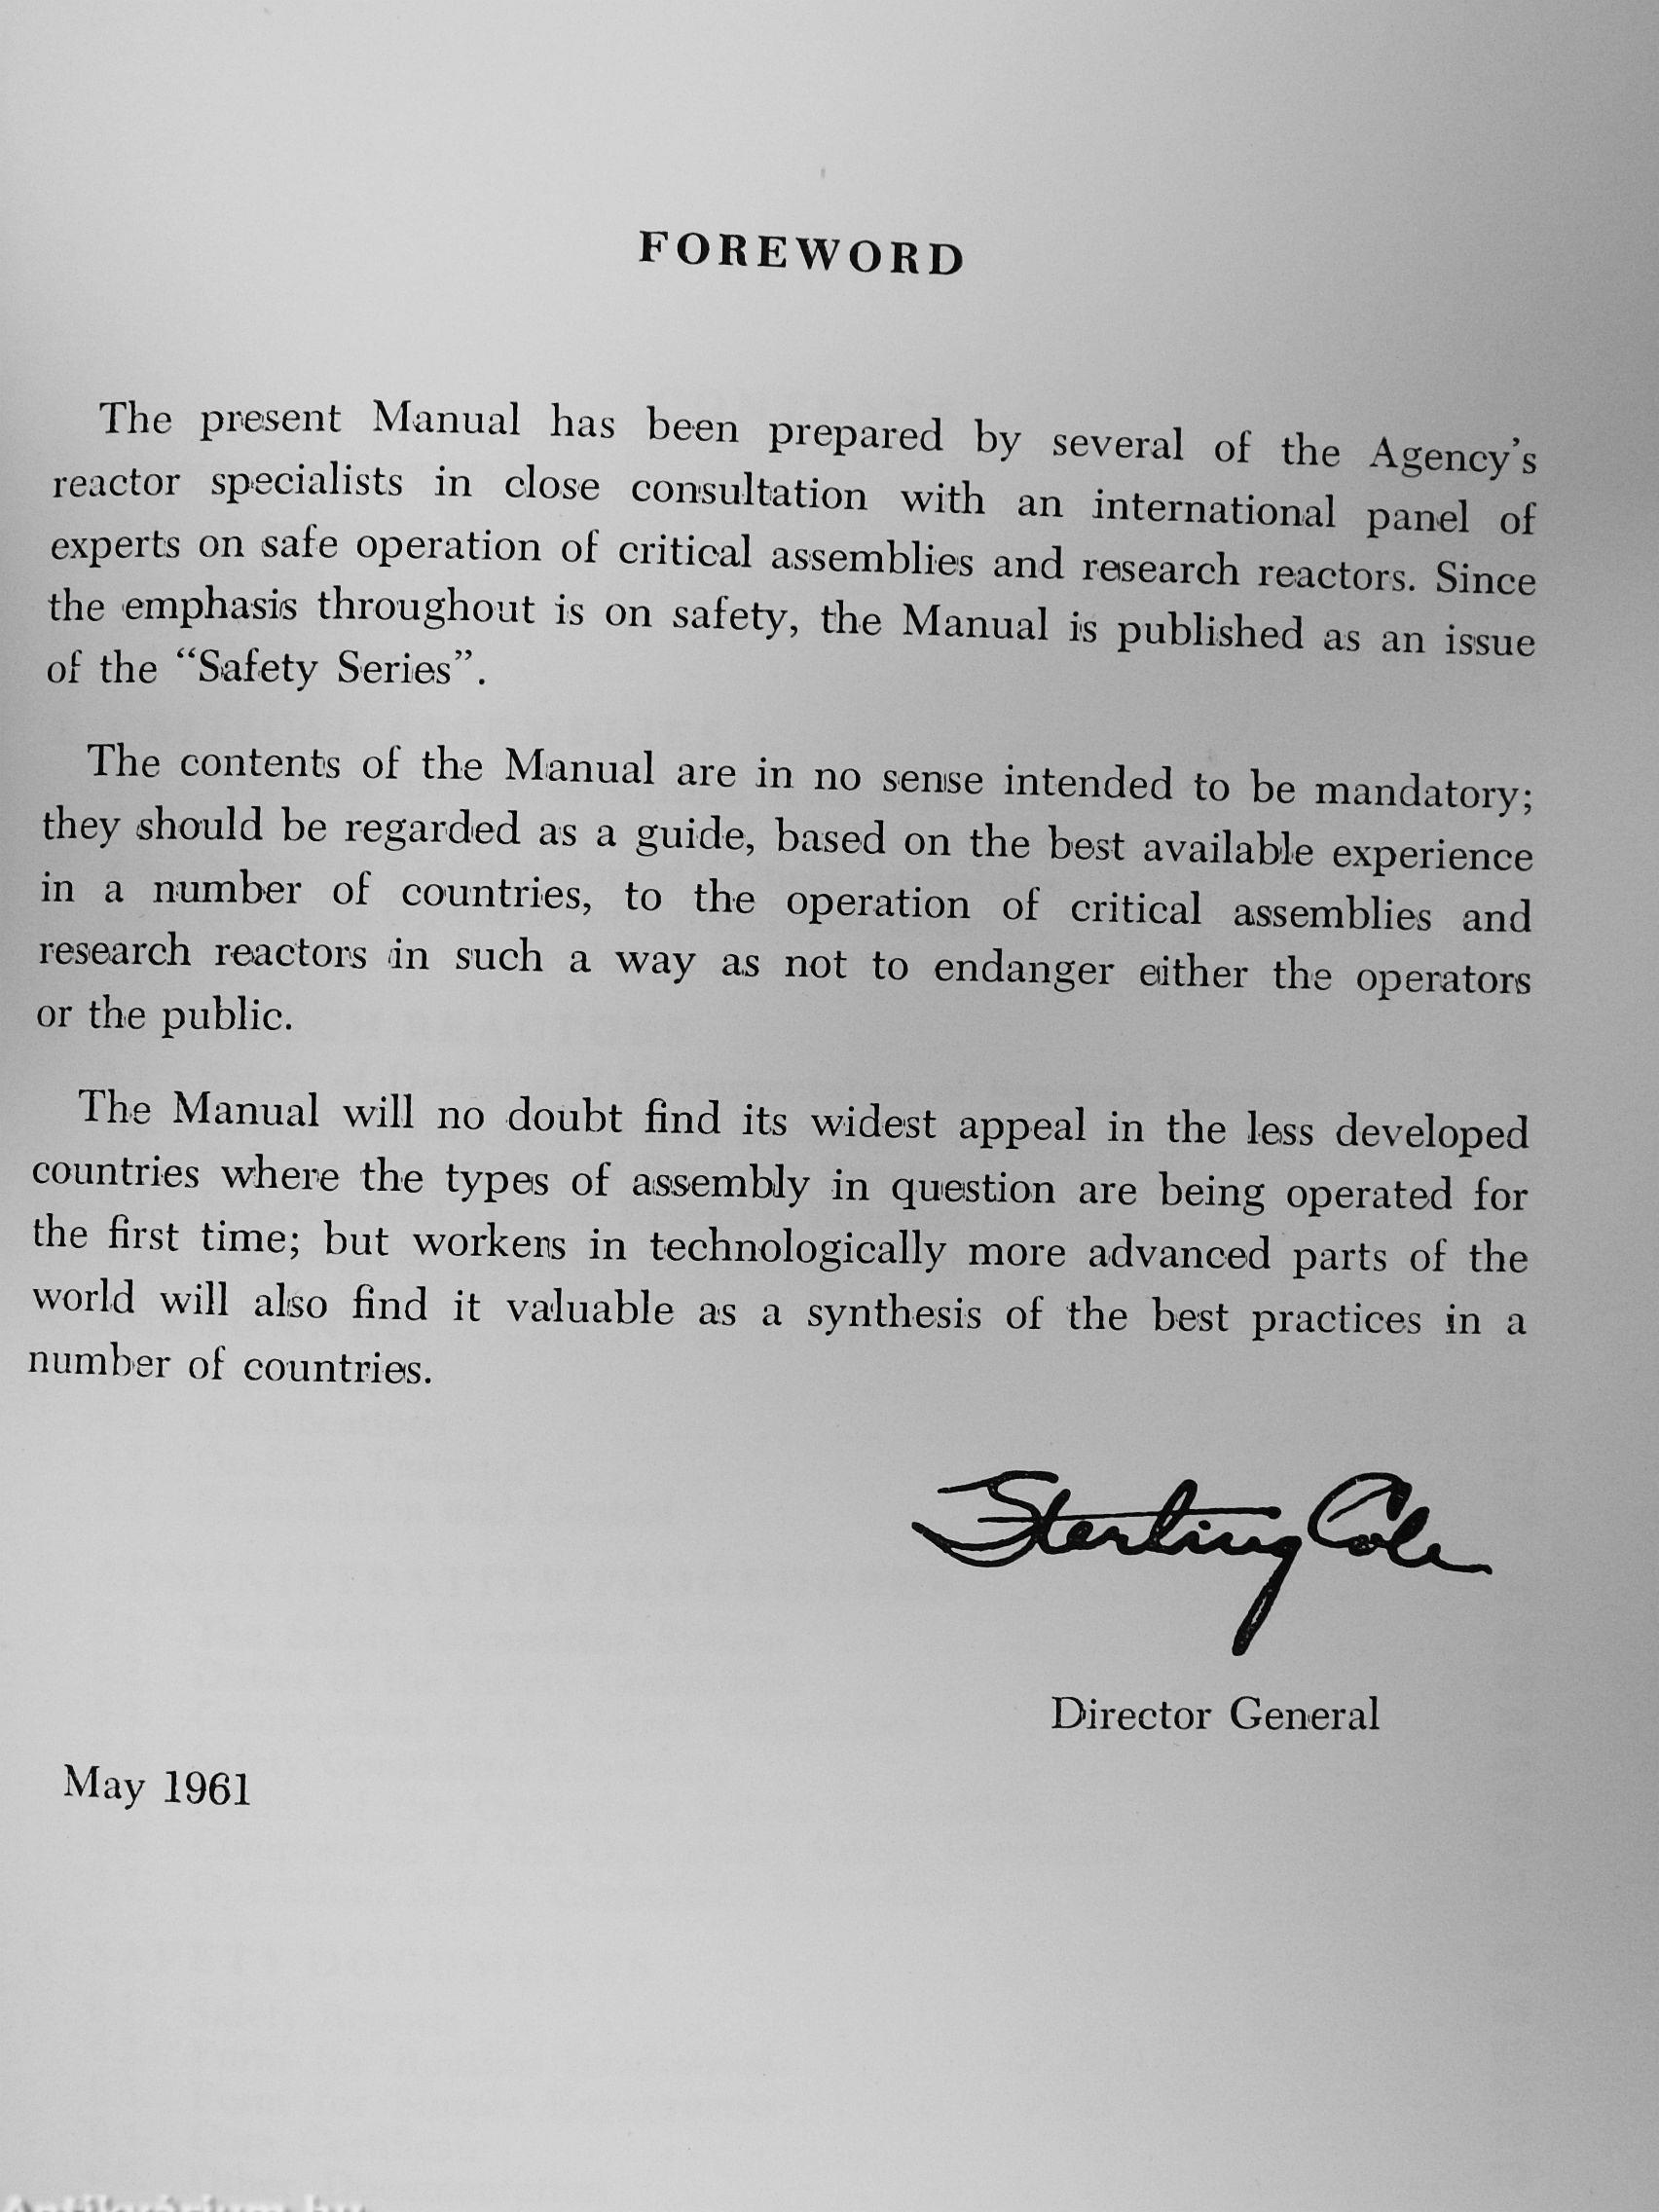 FOREWORD
The present Manual has been prepared by several of the Agency’s
reactor specialists in close consultation with an international panel of
experts on safe operation of critical assemblies and research reactors. Since
the emphasis throughout is on safety, the Manual is published as an issue
of the “Safety Series”.
The contents of the Manual are in no sense intended to be mandatory;
they should be regarded as a guide, based on the best available experience
in a number of countries, to the operation of critical assemblies and
research reactors in such a way as not to endanger either the operators
or the public.
The Manual will no doubt find its widest appeal in the less developed
countries where the types of assembly in question are being operated for
the first time; but workers in technologically more advanced parts of the
world will also find it valuable as a synthesis of the best practices in a
number of countries.
Sterling Cole
Director General
May 1961